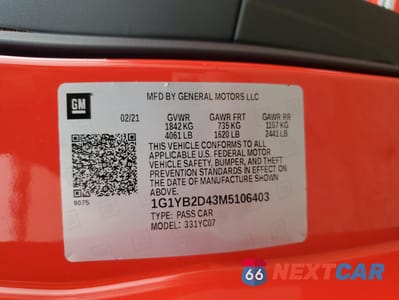 GM
MFD BY GENERAL MOTORS LLC
02/21
GVWR GAWR FRT GAWR RR
1842 KG 735 KG 1107 KG
4061 LB 1620 LB 2441 LB
THIS VEHICLE CONFORMS TO ALL
APPLICABLE U.S. FEDERAL MOTOR
VEHICLE SAFETY, BUMPER, AND THEFT
PREVENTION STANDARDS IN EFFECT ON
THE DATE OF MANUFACTURE SHOWN
ABOVE.
9075
1G1YB2D43M5106403
TYPE: PASS CAR
MODEL: 331YC07
66 NEXTCAR